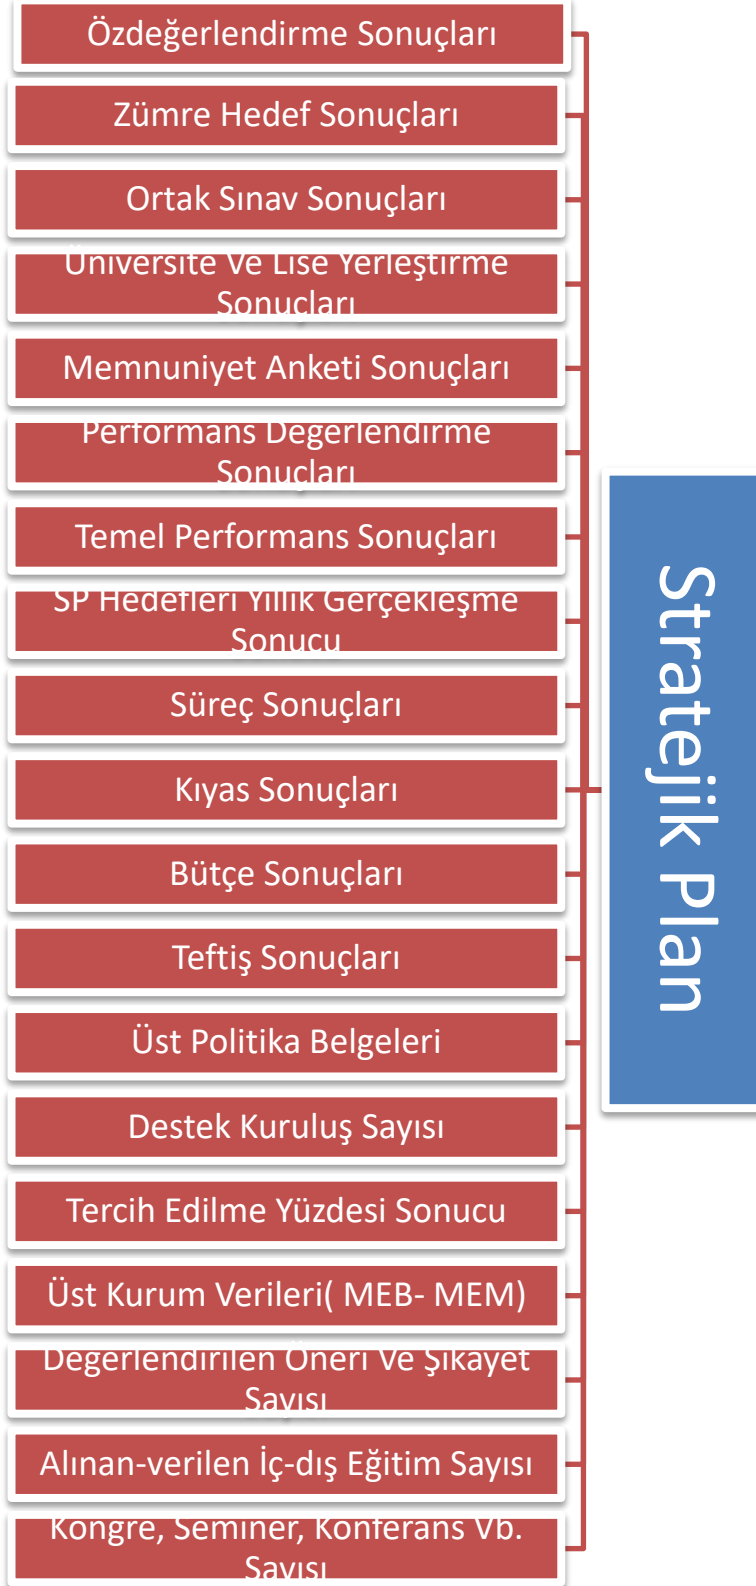 Özdeğerlendirme Sonuçları
Zümre Hedef Sonuçları
Ortak Sınav Sonuçları
Üniversite Ve Lise Yerleştirme
Sonuçları
Memnuniyet Anketi Sonuçları
Performans Değerlendirme
Sonuçları
Temel Performans Sonuçları
SP Hedefleri Yıllık Gerçekleşme
Sonucu
Süreç Sonuçları
Kıyas Sonuçları
Bütçe Sonuçları
Teftiş Sonuçları
Üst Politika Belgeleri
Destek Kuruluş Sayısı
Tercih Edilme Yüzdesi Sonucu
Üst Kurum Verileri( MEB- MEM)
Değerlendirilen Öneri Ve Şikayet
Sayısı
Alınan-verilen İç-dış Eğitim Sayısı
Kongre, Seminer, Konferans Vb.
Sayısı
Stratejik Plan